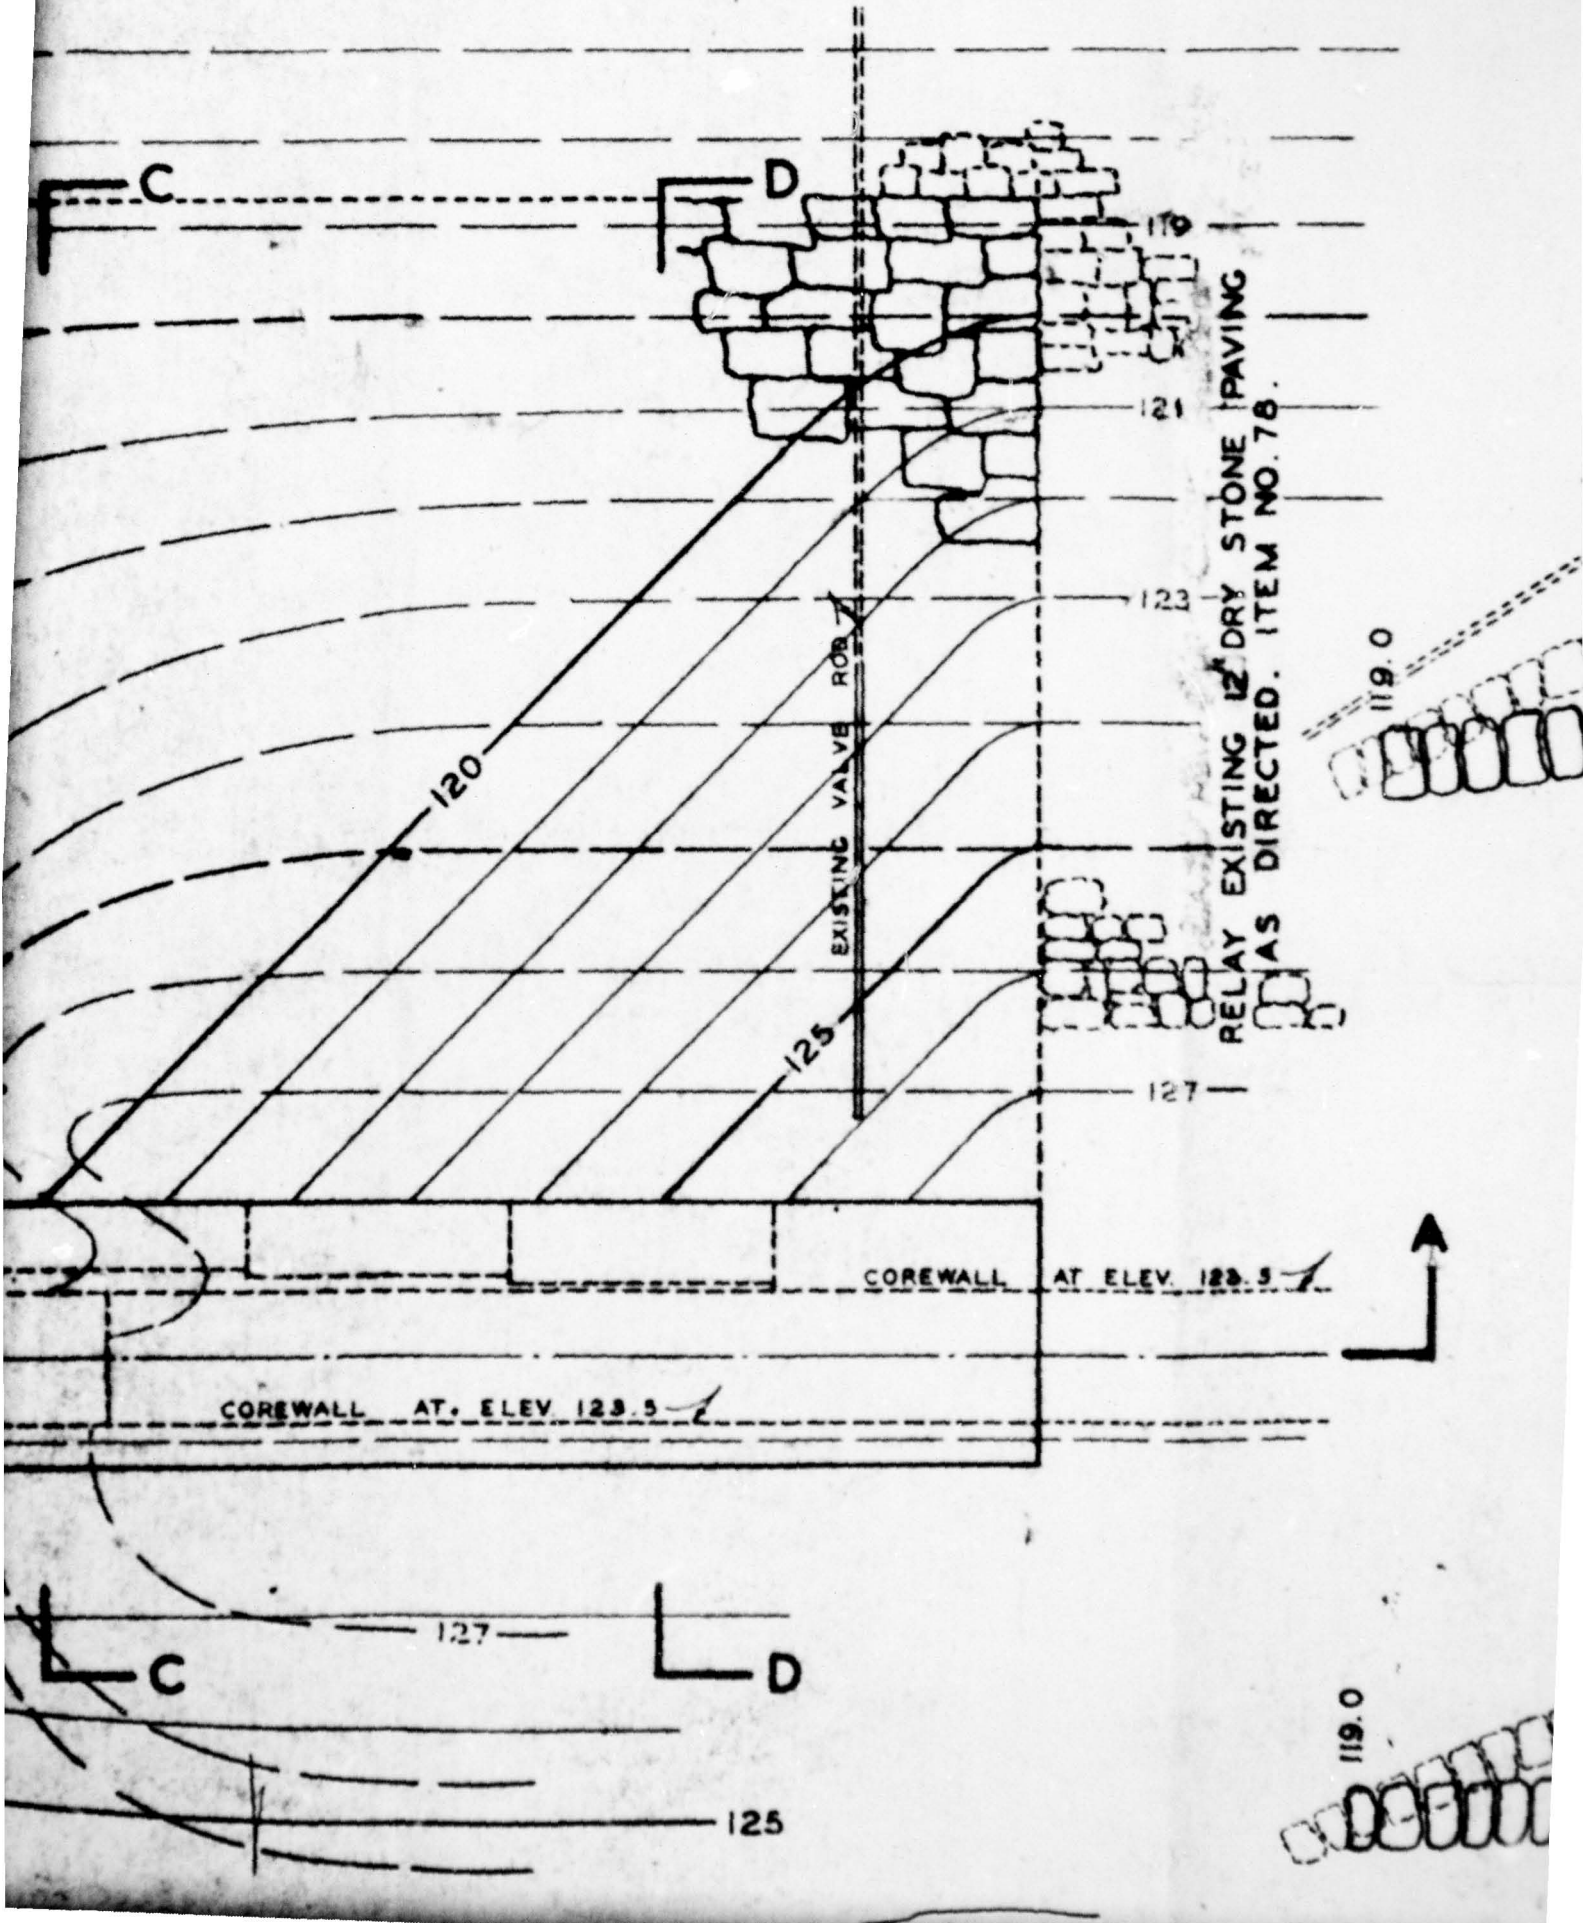 C
D
119
121
123
120
EXISTING VALVE ROD
RELAY EXISTING 12" DRY STONE PAVING
AS DIRECTED. ITEM NO. 78.
119.0
125
127
COREWALL AT ELEV. 123.5
COREWALL AT. ELEV. 123.5
127
C
D
119.0
125